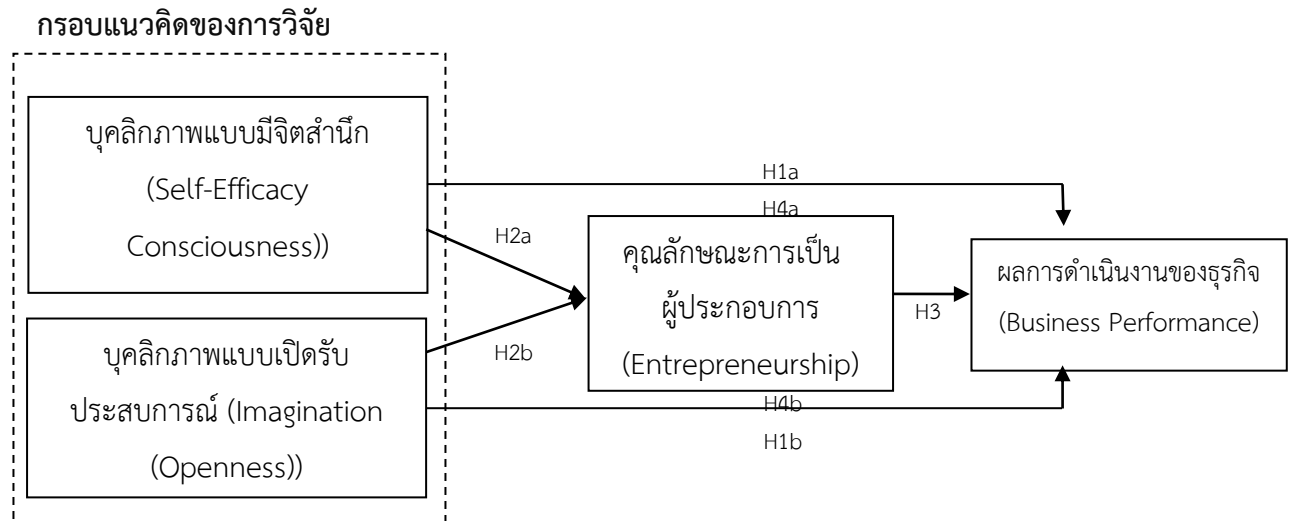 กรอบแนวคิดของการวิจัย
บุคลิกภาพแบบมีจิตสำนึก
(Self-Efficacy
Consciousness))
บุคลิกภาพแบบเปิดรับ
ประสบการณ์ (Imagination
(Openness))
H1a
H4a
H2a
H2b
คุณลักษณะการเป็น
ผู้ประกอบการ
(Entrepreneurship)
H3
H4b
H1b
ผลการดำเนินงานของธุรกิจ
(Business Performance)